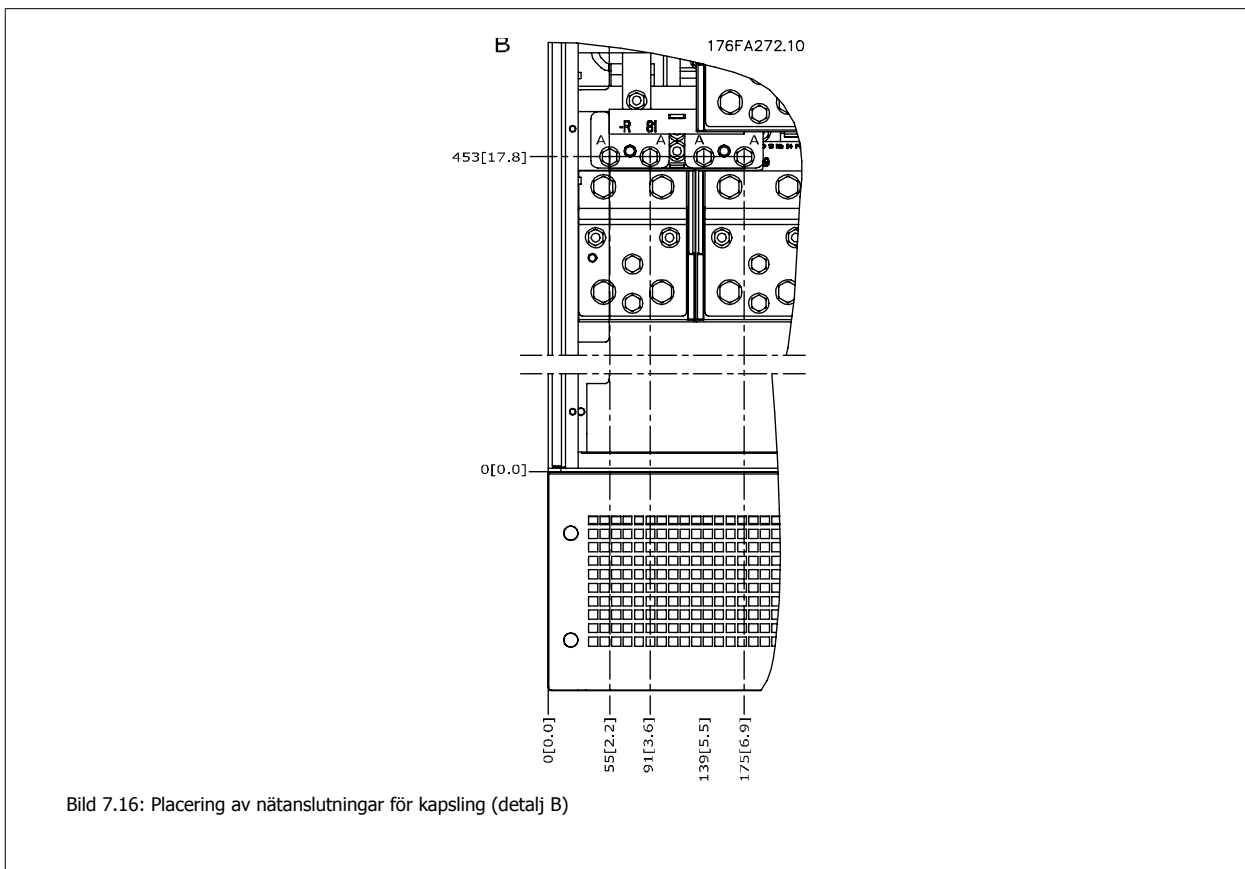 B
176FA272.10
-R 81
A A A A
453[17.8]
0[0.0]
0[0.0]
55[2.2]
91[3.6]
139[5.5]
175[6.9]
Bild 7.16: Placering av nätanslutningar för kapsling (detalj B)